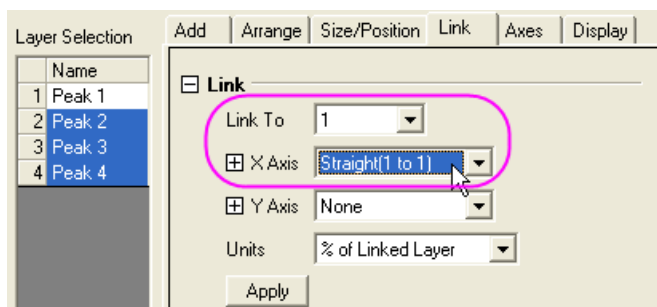 Layer Selection
Add Arrange Size/Position Link Axes Display
Name
1 Peak 1
2 Peak 2
3 Peak 3
4 Peak 4
Link
Link To 1
X Axis Straight(1 to 1)
Y Axis None
Units % of Linked Layer
Apply